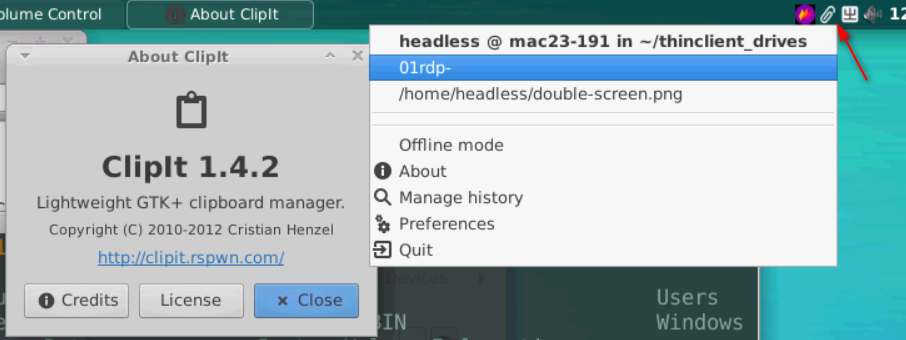 olume Control
About ClipIt
12
About ClipIt
ClipIt 1.4.2
Lightweight GTK+ clipboard manager.
Copyright (C) 2010-2012 Cristian Henzel
http://clipit.rspwn.com/
Credits
License
Close
headless @ mac23-191 in ~/thinclient_drives
01rdp-
/home/headless/double-screen.png
Offline mode
About
Manage history
Preferences
Quit
Devices
Users
BIN
Windows